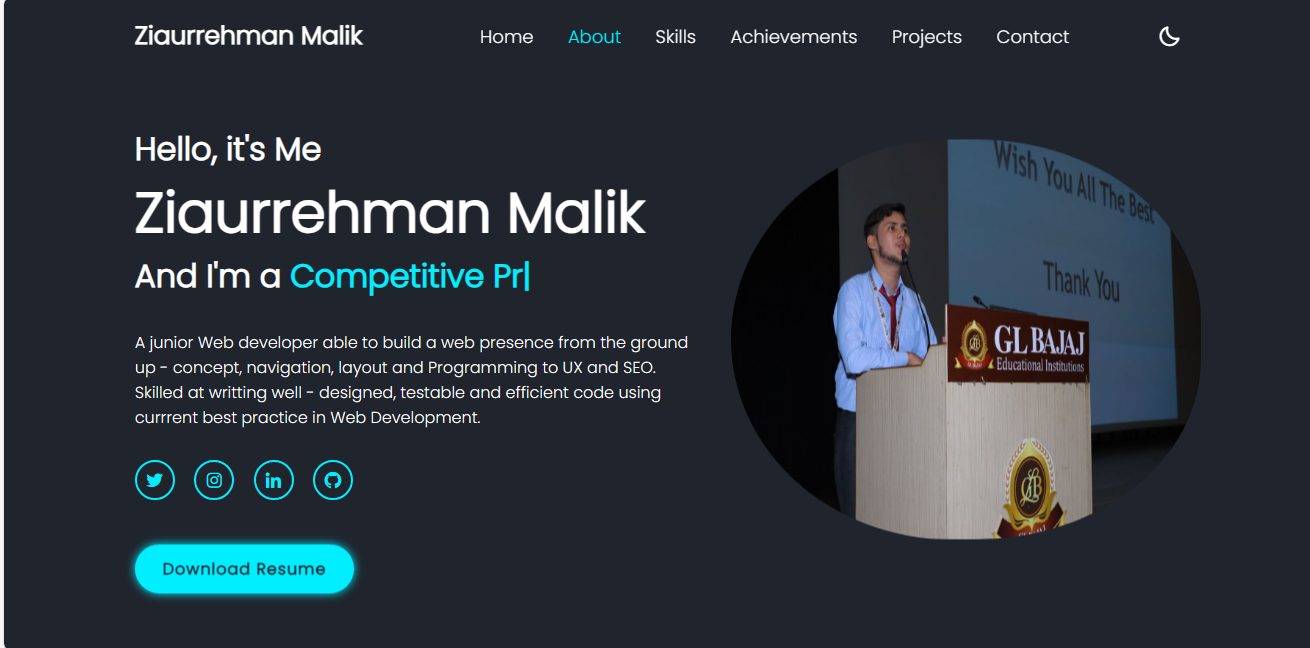 Ziaurrehman Malik
Home About Skills Achievements Projects Contact
Hello, it's Me
Ziaurrehman Malik
And I'm a Competitive Pr|
A junior Web developer able to build a web presence from the ground
up - concept, navigation, layout and Programming to UX and SEO.
Skilled at writting well - designed, testable and efficient code using
currrent best practice in Web Development.
in
Download Resume
Wish You All The Best
Thank You
GL BAJAJ
Educational Institutions